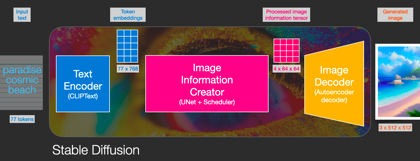 Input
text
Token
embeddings
Processed image
information tensor
Generated
image
paradise
cosmic
beach
77 tokens
Text
Encoder
(CLIPText)
77 x 768
Image
Information
Creator
(UNet + Scheduler)
4 x 64 x 64
Image
Decoder
(Autoencoder
decoder)
3 x 512 x 512
Stable Diffusion